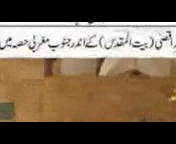 اقصیٰ (بیت المقدس) کے اندر جنوب مغربی حصہ میں